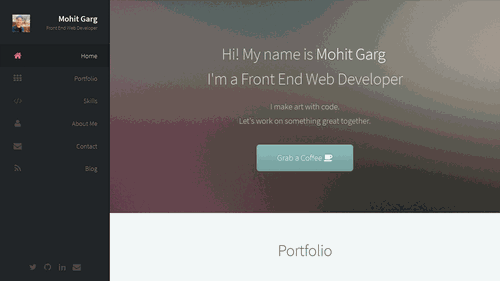 Mohit Garg
Front End Web Developer
Home
Portfolio
Skills
About Me
Contact
Blog
Hi! My name is Mohit Garg
I'm a Front End Web Developer
I make art with code.
Let's work on something great together.
Grab a Coffee
Portfolio